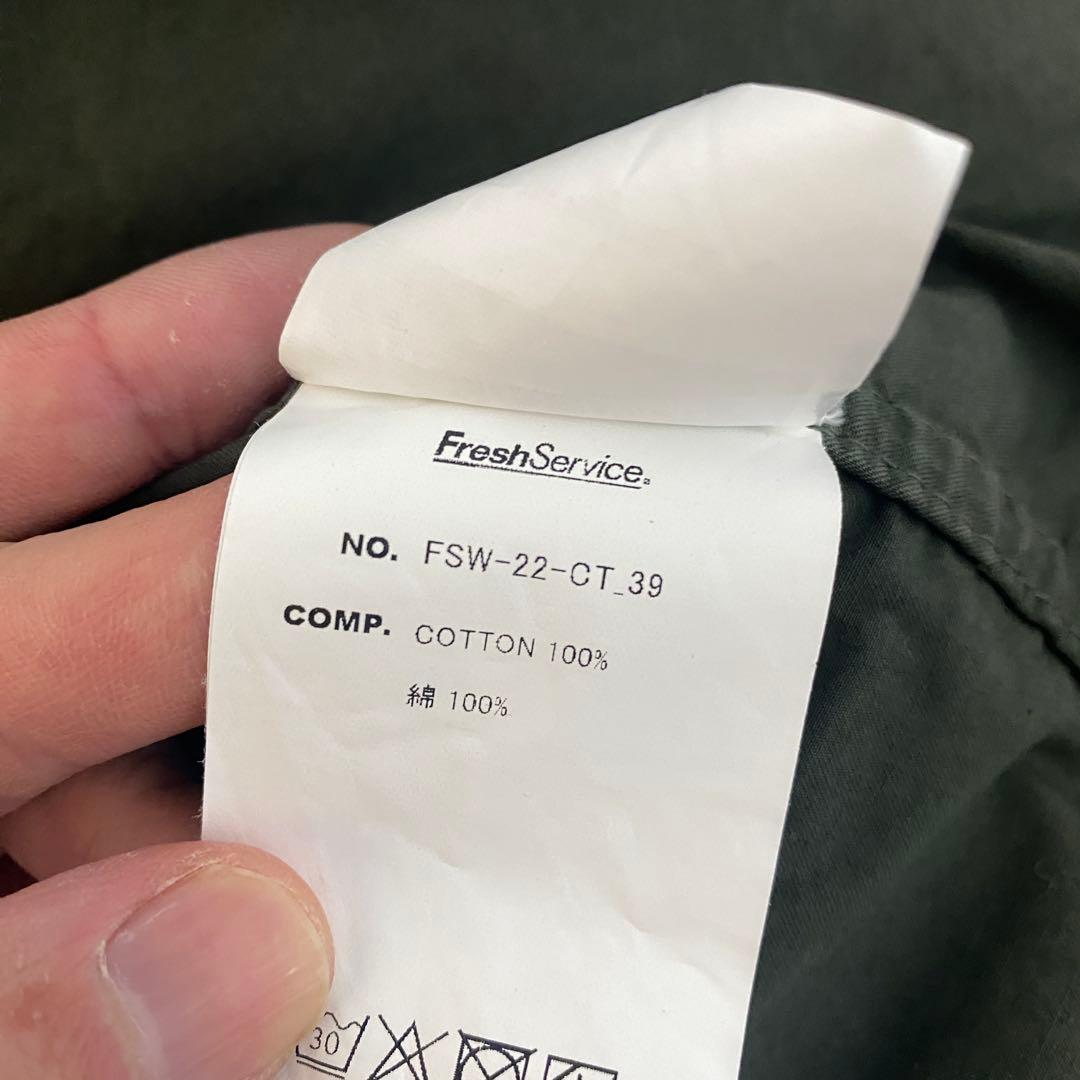 FreshService.
NO. FSW-22-CT_39
COMP. COTTON 100%
綿 100%
30